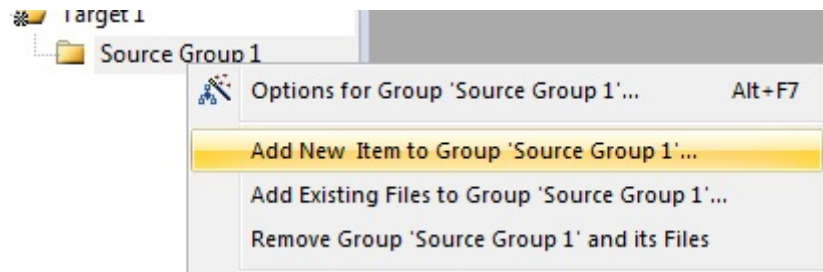 Target 1
Source Group 1
Options for Group 'Source Group 1'... Alt+F7
Add New Item to Group 'Source Group 1'...
Add Existing Files to Group 'Source Group 1'...
Remove Group 'Source Group 1' and its Files